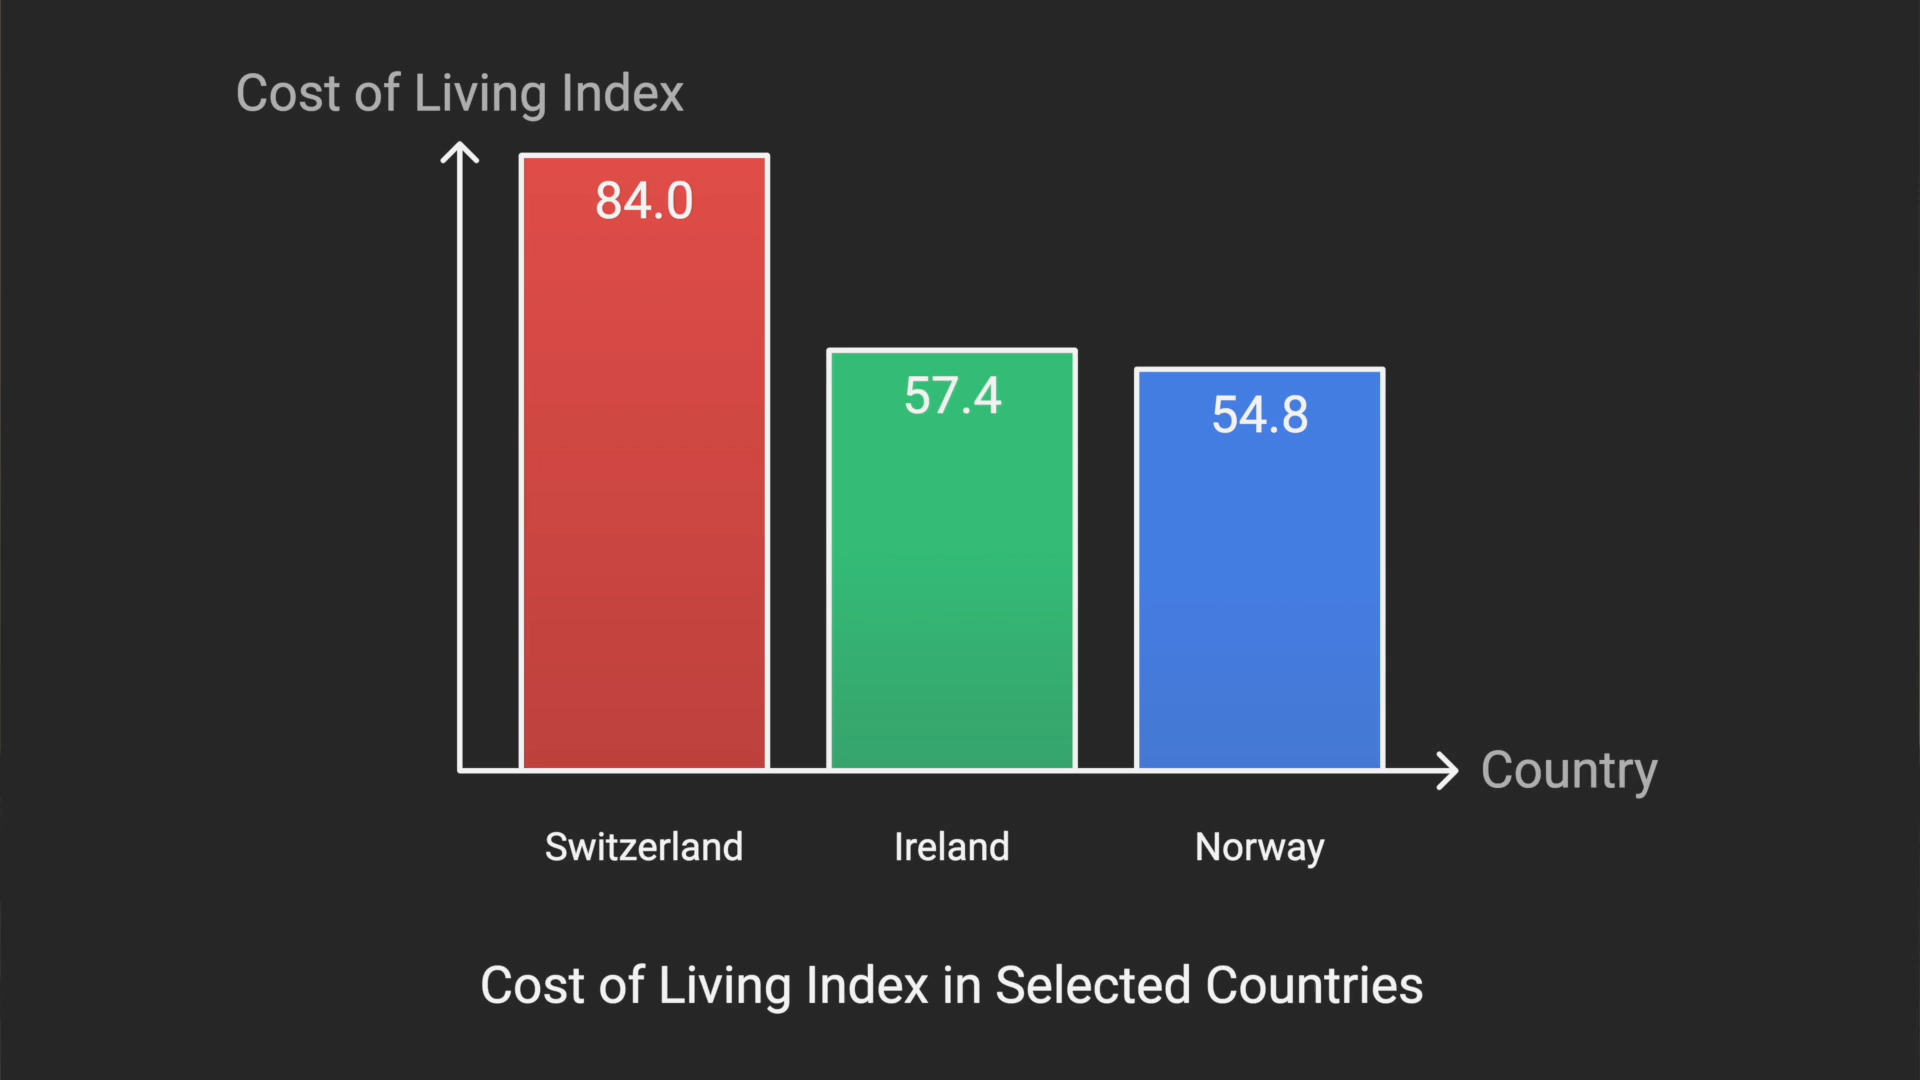 Cost of Living Index
84.0
57.4
54.8
Country
Switzerland
Ireland
Norway
Cost of Living Index in Selected Countries